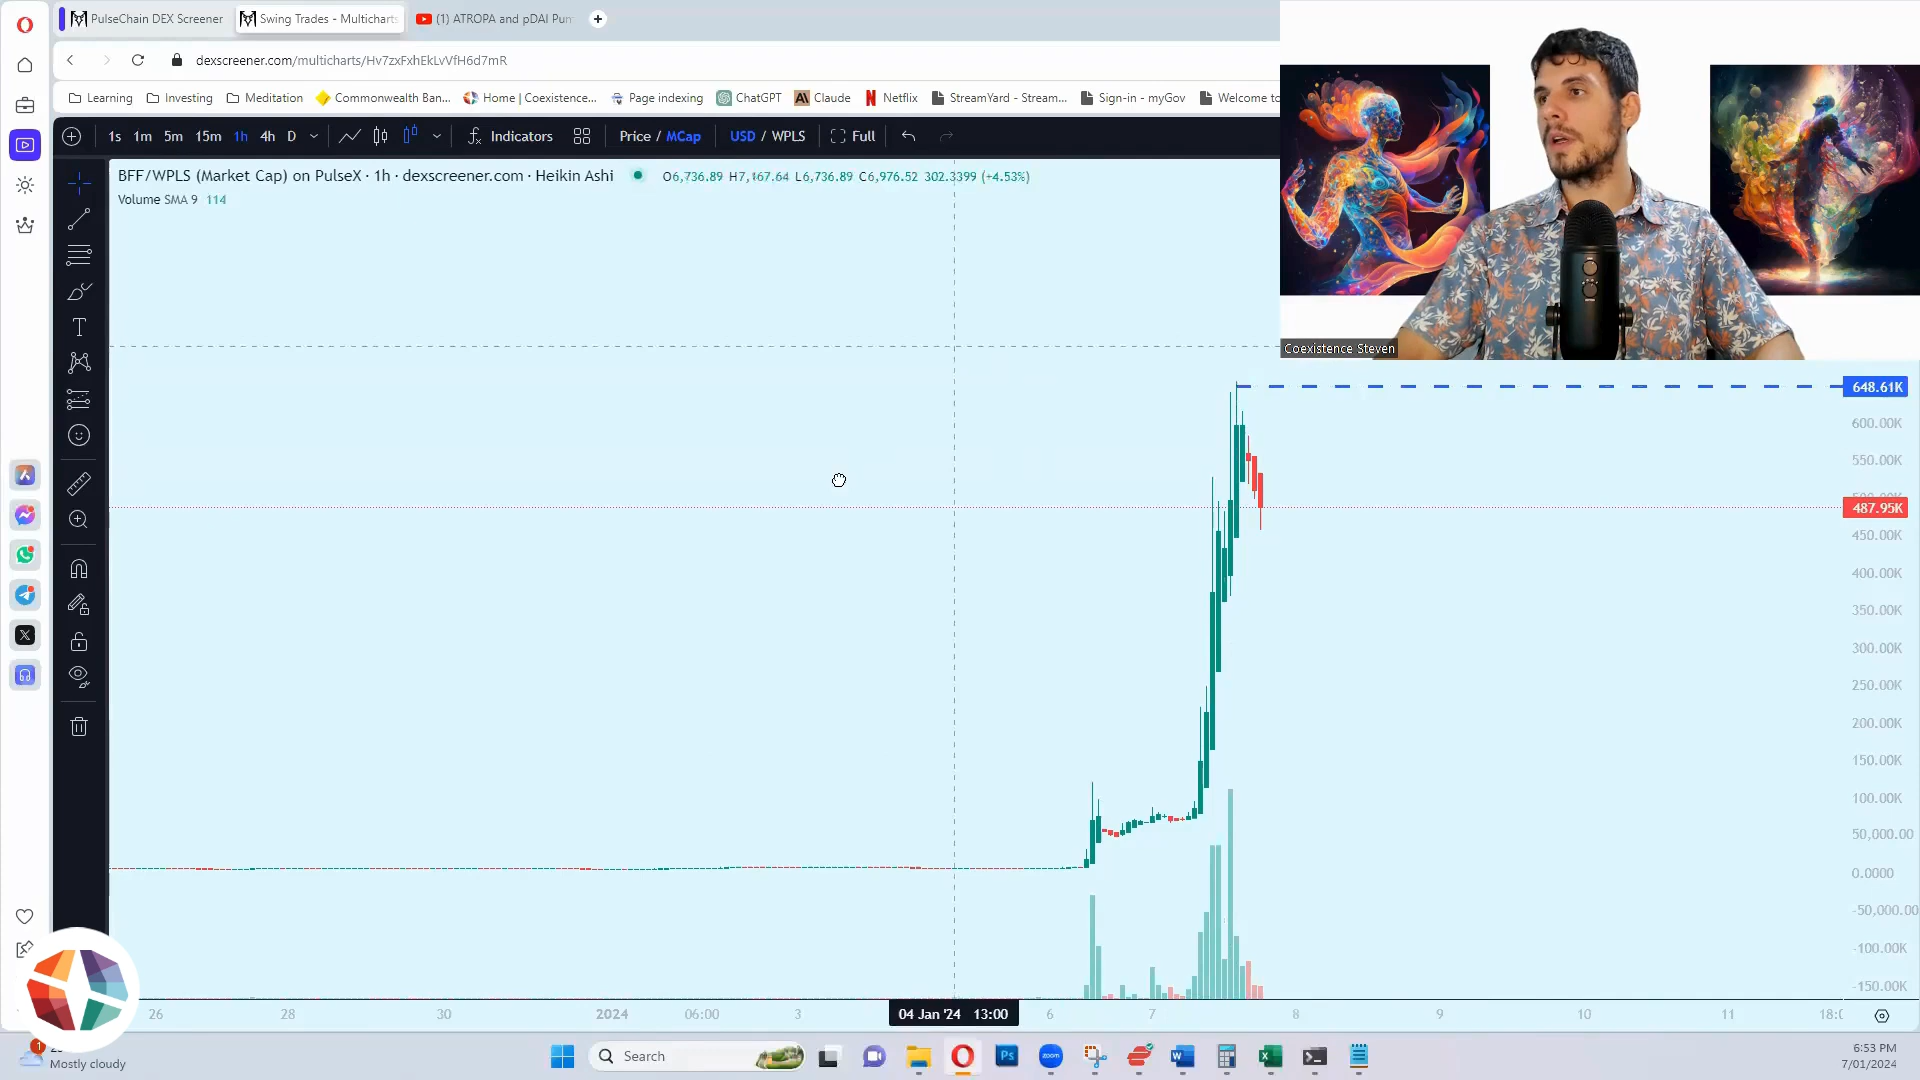 PulseChain DEX Screener
Swing Trades - Multicharts
(1) ATROPA and pDAI Pum
dexscreener.com/multicharts/Hv7zxFxhEkLvVfH6d7mR
Learning Investing Meditation Commonwealth Ban... Home | Coexistence... Page indexing ChatGPT Claude Netflix StreamYard - Stream... Sign-in - myGov Welcome to
1s 1m 5m 15m 1h 4h D Indicators Price / MCap USD / WPLS Full
BFF/WPLS (Market Cap) on PulseX · 1h · dexscreener.com · Heikin Ashi O6,736.89 H7,167.64 L6,736.89 C6,976.52 302.3399 (+4.53%)
Volume SMA 9 114
Coexistence Steven
648.61K
600.00K
550.00K
487.95K
450.00K
400.00K
350.00K
300.00K
250.00K
200.00K
150.00K
100.00K
50,000.00
0.0000
-50,000.00
-100.00K
-150.00K
26 28 30 2024 06:00 3 04 Jan '24 13:00 6 7 8 9 10 11
Mostly cloudy
Search
6:53 PM
7/01/2024